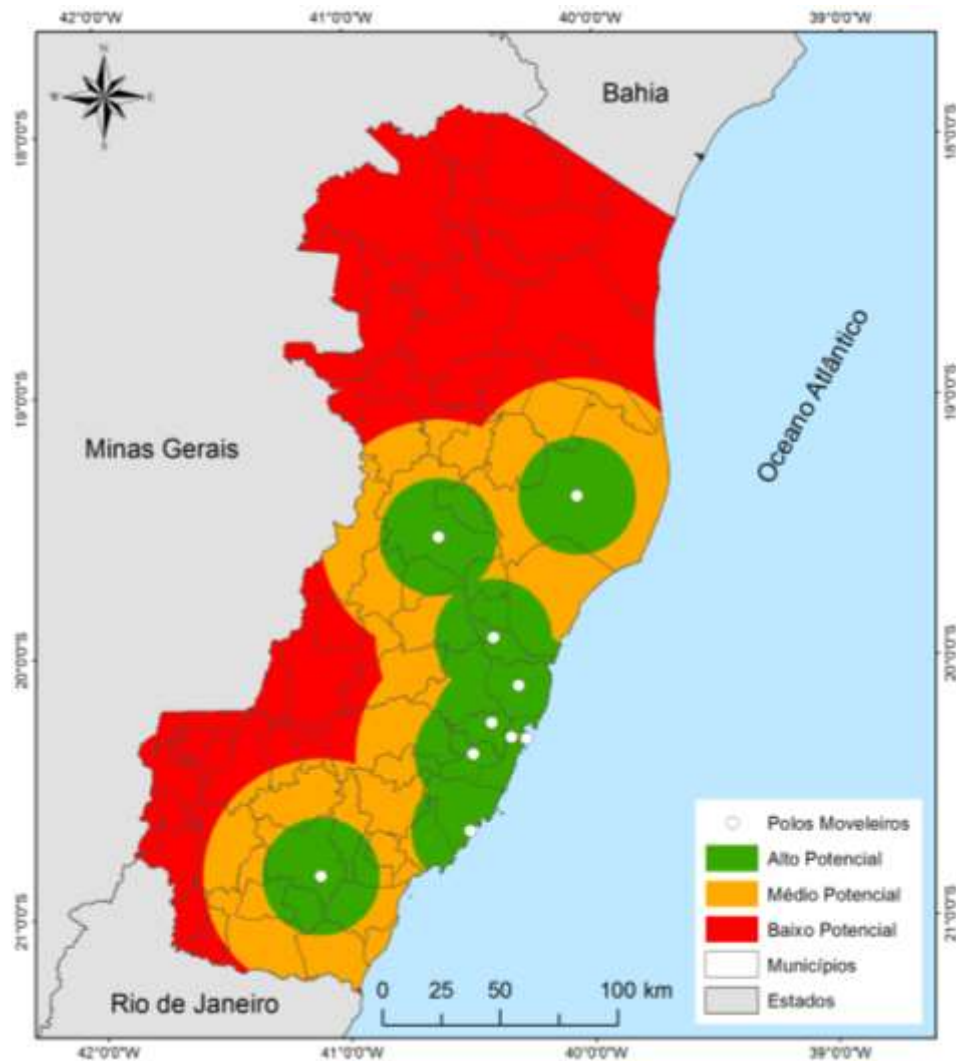 42°0'0"W 41°0'0"W 40°0'0"W 39°0'0"W
N
W E
S
Bahia
18°0'0"S 18°0'0"S
Oceano Atlântico
19°0'0"S 19°0'0"S
Minas Gerais
20°0'0"S 20°0'0"S
Polos Moveleiros
Alto Potencial
Médio Potencial
Baixo Potencial
Municípios
Estados
21°0'0"S 21°0'0"S
Rio de Janeiro
0 25 50 100 km
42°0'0"W 41°0'0"W 40°0'0"W 39°0'0"W